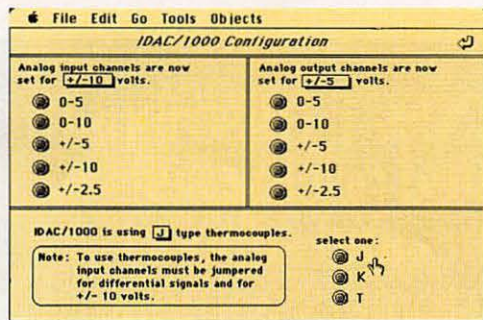 File Edit Go Tools Objects
IDAC/1000 Configuration
Analog input channels are now
set for +/-10 volts.
0-5
0-10
+/-5
+/-10
+/-2.5
Analog output channels are now
set for +/-5 volts.
0-5
0-10
+/-5
+/-10
+/-2.5
IDAC/1000 is using J type thermocouples.
Note: To use thermocouples, the analog
input channels must be jumpered
for differential signals and for
+/- 10 volts.
select one:
J
K
T